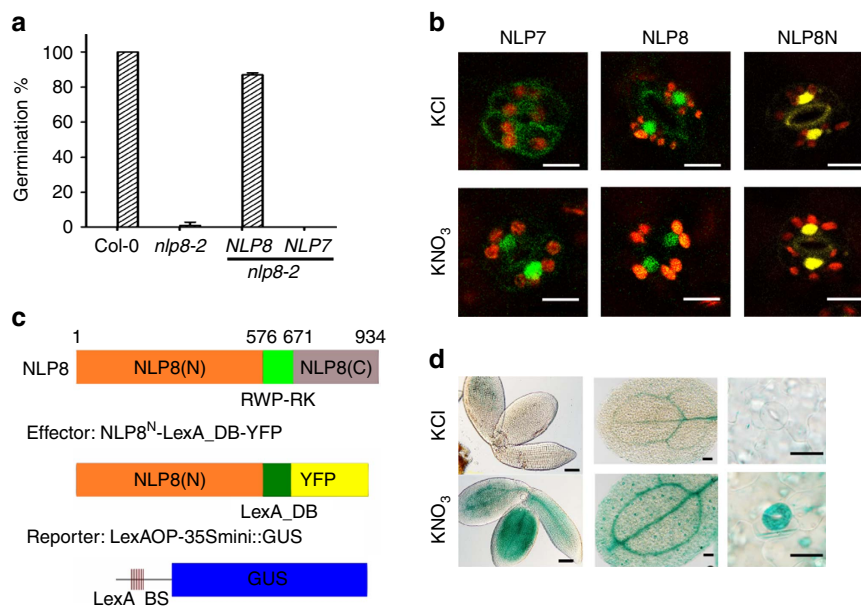 a
100
80
60
40
20
0
Germination %
Col-0 nlp8-2 NLP8 NLP7
nlp8-2
b
NLP7 NLP8 NLP8N
KCl
KNO3
c
1 576 671 934
NLP8 NLP8(N) NLP8(C)
RWP-RK
Effector: NLP8N-LexA_DB-YFP
NLP8(N) YFP
LexA_DB
Reporter: LexAOP-35Smini::GUS
GUS
LexA BS
d
KCl
KNO3